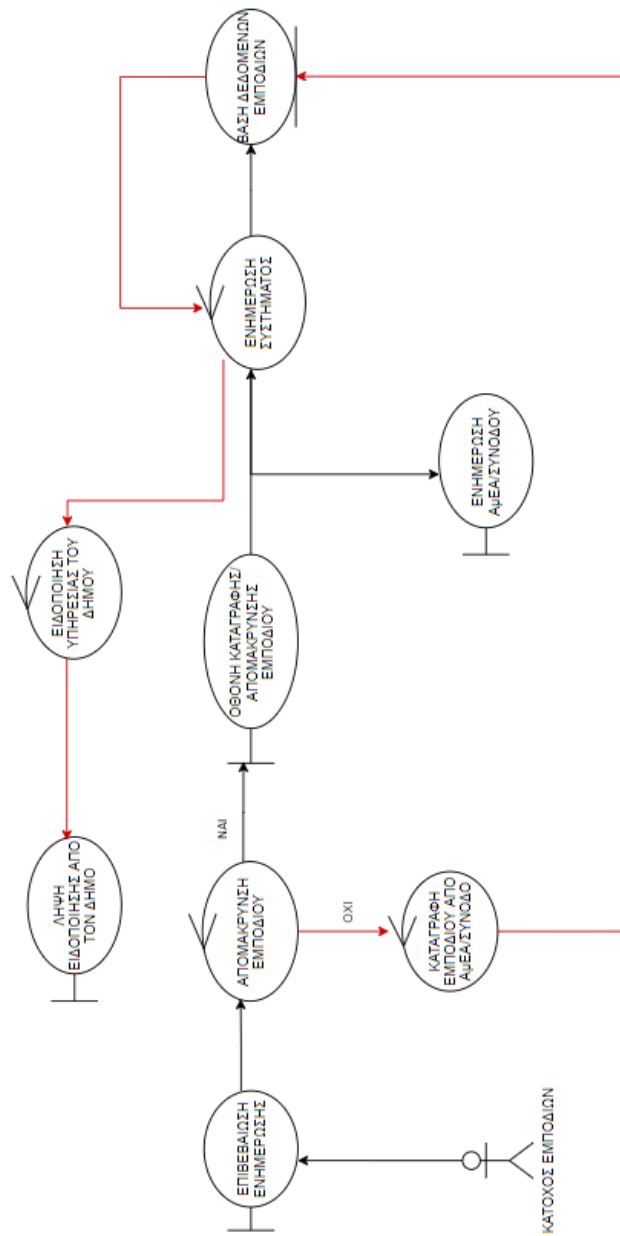 ΚΑΤΟΧΟΣ ΕΜΠΟΔΙΩΝ
ΕΠΙΒΕΒΑΙΩΣΗ
ΕΝΗΜΕΡΩΣΗΣ
ΑΠΟΜΑΚΡΥΝΣΗ
ΕΜΠΟΔΙΟΥ
ΝΑΙ
ΟΧΙ
ΚΑΤΑΓΡΑΦΗ
ΕΜΠΟΔΙΟΥ ΑΠΟ
ΑμΕΑ/ΣΥΝΟΔΟ
ΟΘΟΝΗ ΚΑΤΑΓΡΑΦΗΣ/
ΑΠΟΜΑΚΡΥΝΣΗΣ
ΕΜΠΟΔΙΟΥ
ΕΝΗΜΕΡΩΣΗ
ΑμΕΑ/ΣΥΝΟΔΟΥ
ΕΝΗΜΕΡΩΣΗ
ΣΥΣΤΗΜΑΤΟΣ
ΒΑΣΗ ΔΕΔΟΜΕΝΩΝ
ΕΜΠΟΔΙΩΝ
ΕΙΔΟΠΟΙΗΣΗ
ΥΠΗΡΕΣΙΑΣ ΤΟΥ
ΔΗΜΟΥ
ΛΗΨΗ
ΕΙΔΟΠΟΙΗΣΗΣ ΑΠΟ
ΤΟΝ ΔΗΜΟ